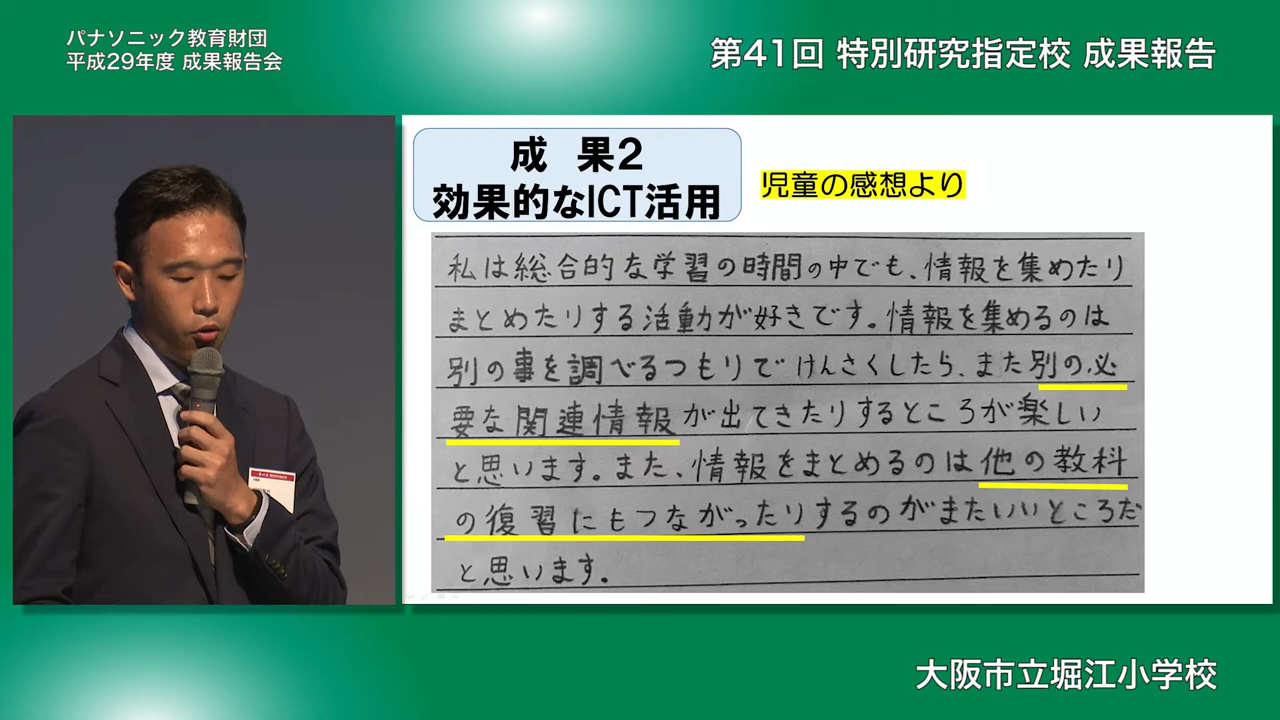 パナソニック教育財団
平成29年度 成果報告会
第41回 特別研究指定校 成果報告
成 果2
効果的なICT活用
児童の感想より
私は総合的な学習の時間の中でも、情報を集めたり
まとめたりする活動が好きです。情報を集めるのは
別の事を調べるつもりでけんさくしたら、また別の必
要な関連情報が出てきたりするところが楽しい
と思います。また、情報をまとめるのは他の教科
の復習にもつながったりするのがまたいいところだ
と思います。
大阪市立堀江小学校